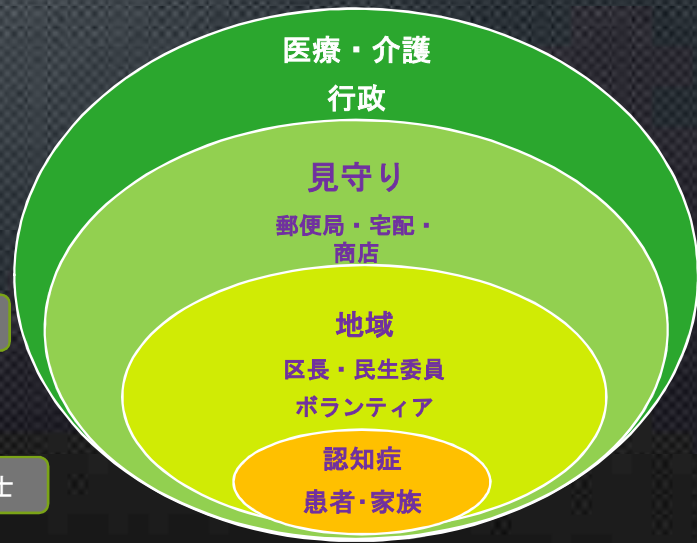 医療・介護
行政
見守り
郵便局・宅配・
商店
地域
区長・民生委員
ボランティア
認知症
患者・家族
士